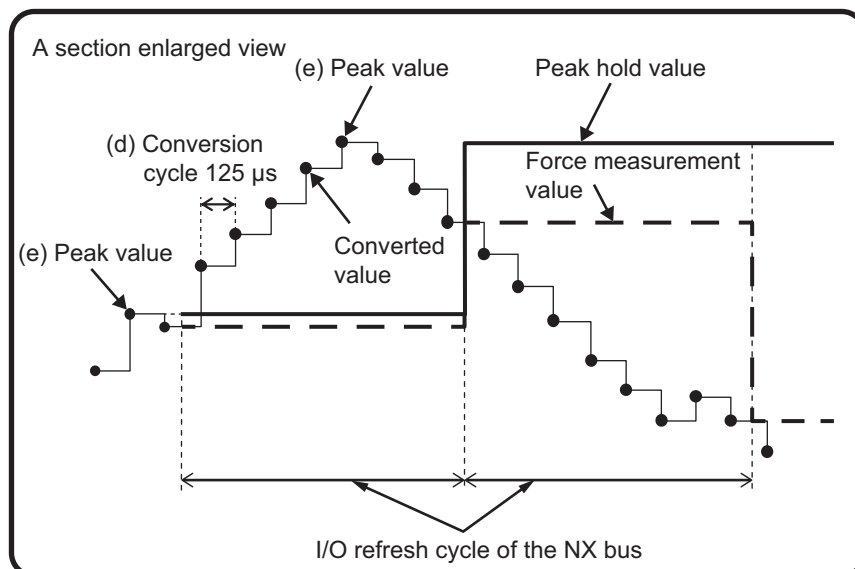 A section enlarged view
(e) Peak value
Peak hold value
(d) Conversion
cycle 125 µs
Force measurement
value
(e) Peak value
Converted
value
I/O refresh cycle of the NX bus